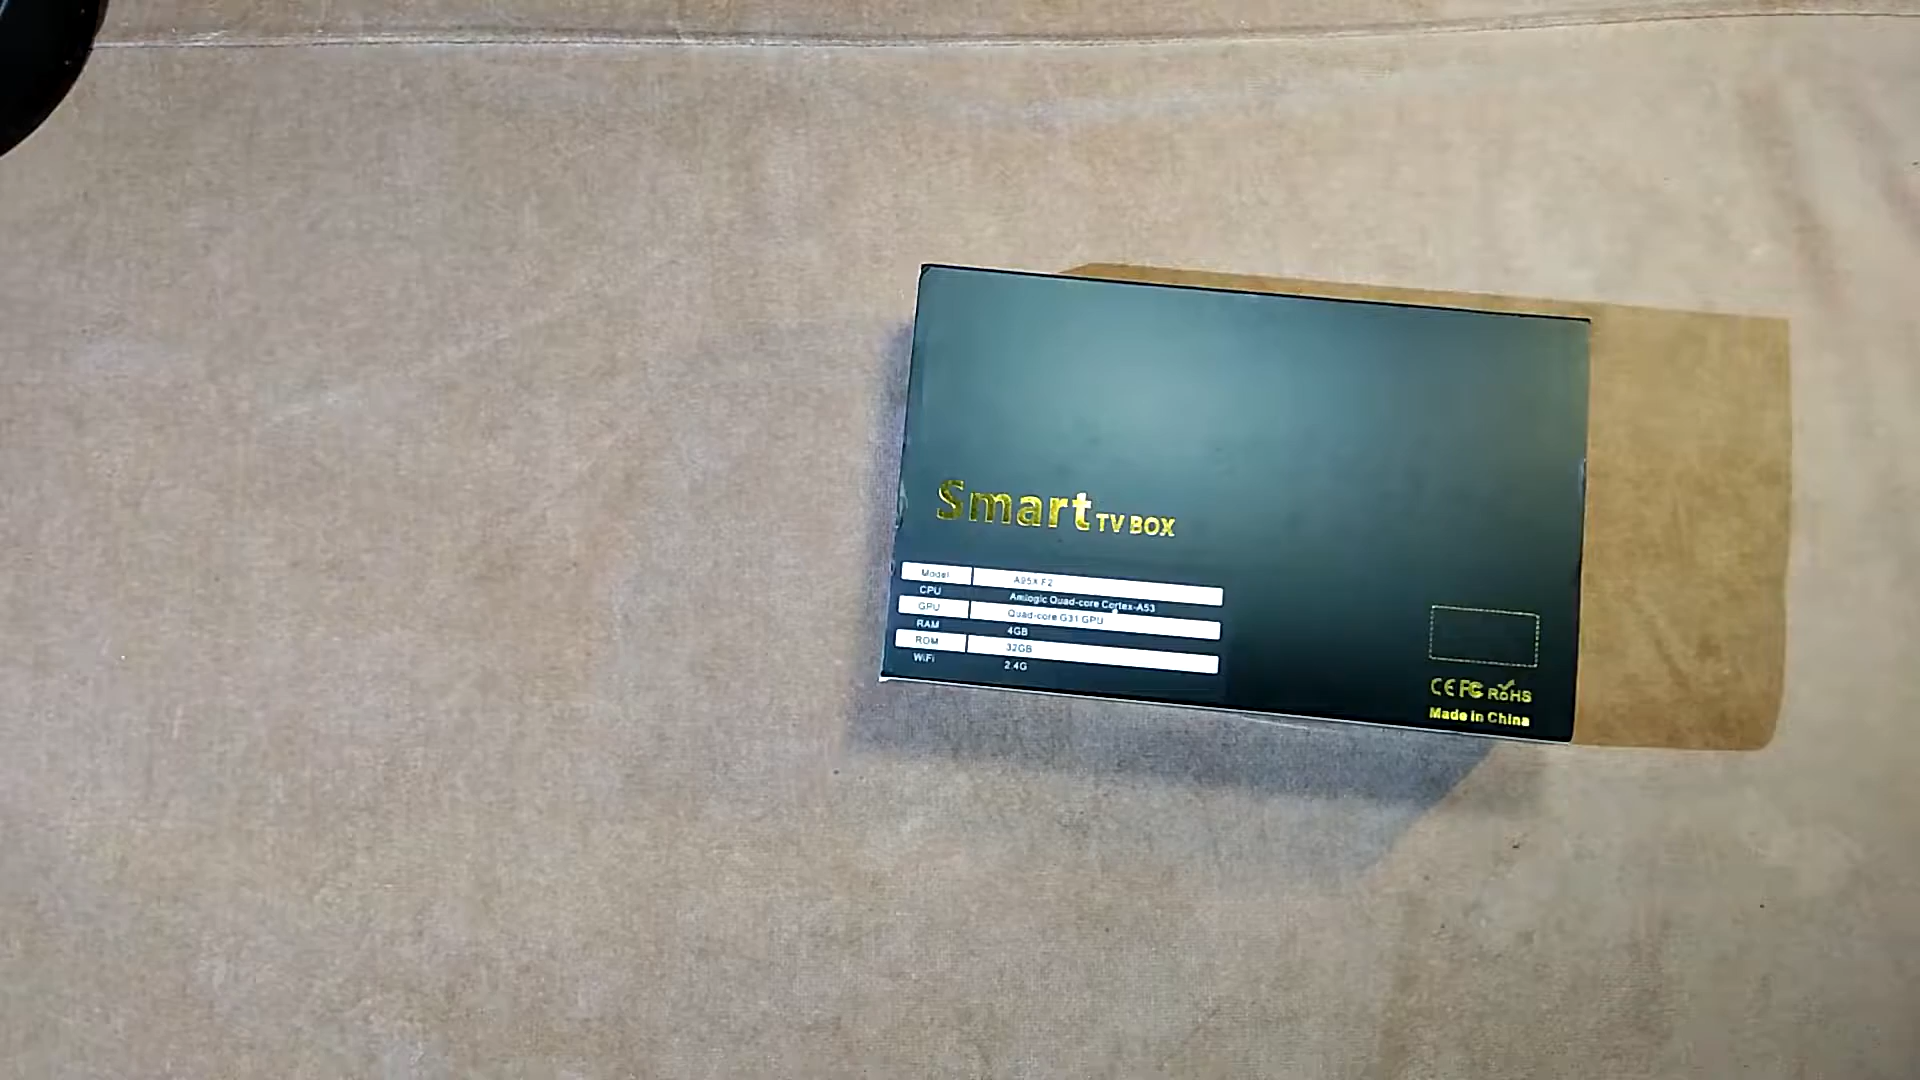 Smart TV BOX
Model A95X F2
CPU Amlogic Quad-core Cortex-A53
GPU Quad-core G31 GPU
RAM 4GB
ROM 32GB
WiFi 2.4G
CE FC RoHS
Made in China